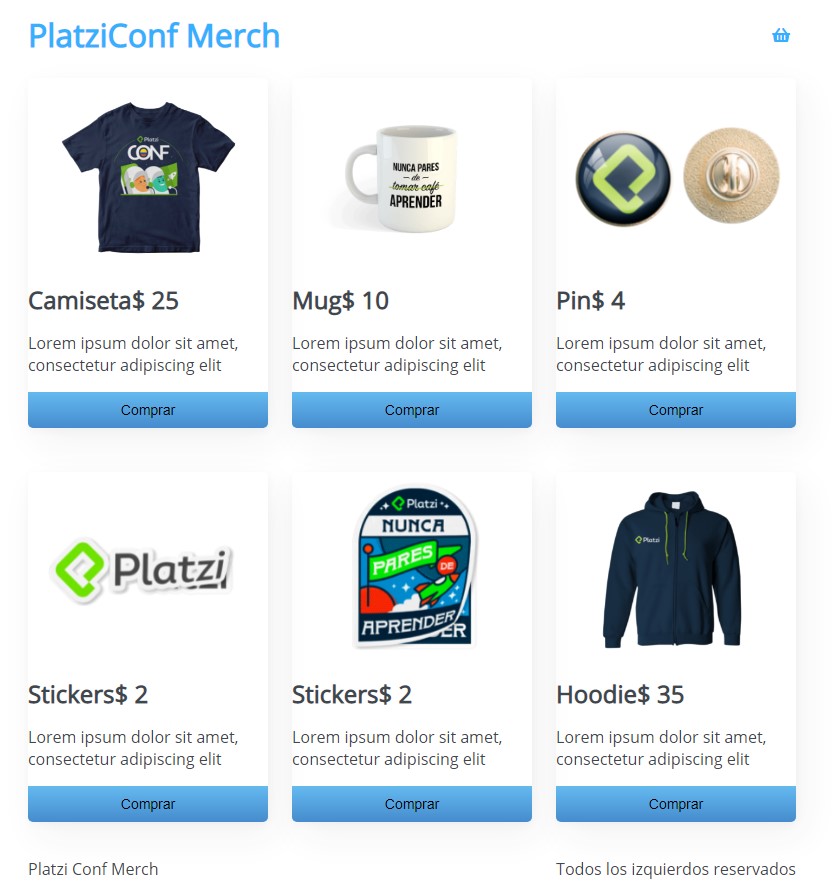 PlatziConf Merch
Platzi
CONF
NUNCA PARES
de
tomar café
APRENDER
Camiseta$ 25
Mug$ 10
Pin$ 4
Lorem ipsum dolor sit amet,
consectetur adipiscing elit
Lorem ipsum dolor sit amet,
consectetur adipiscing elit
Lorem ipsum dolor sit amet,
consectetur adipiscing elit
Comprar
Comprar
Comprar
Platzi
Platzi
NUNCA
PARES
DE
APRENDER
ER
Platzi
Stickers$ 2
Stickers$ 2
Hoodie$ 35
Lorem ipsum dolor sit amet,
consectetur adipiscing elit
Lorem ipsum dolor sit amet,
consectetur adipiscing elit
Lorem ipsum dolor sit amet,
consectetur adipiscing elit
Comprar
Comprar
Comprar
Platzi Conf Merch
Todos los izquierdos reservados